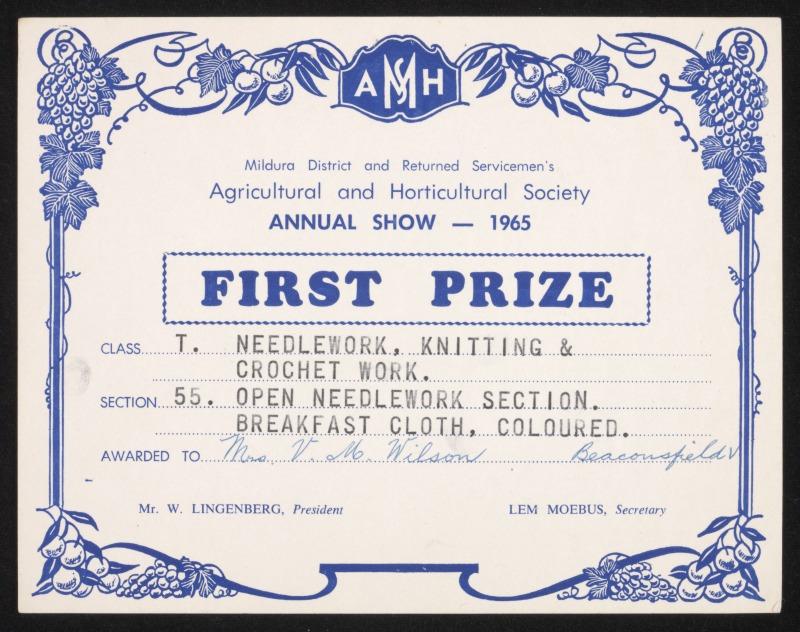 AMSH
Mildura District and Returned Servicemen's
Agricultural and Horticultural Society
ANNUAL SHOW — 1965
FIRST PRIZE
CLASS T. NEEDLEWORK, KNITTING &
CROCHET WORK.
SECTION 55. OPEN NEEDLEWORK SECTION.
BREAKFAST CLOTH, COLOURED.
AWARDED TO Mrs. V. M. Wilson Beaconsfield V
Mr. W. LINGENBERG, President LEM MOEBUS, Secretary